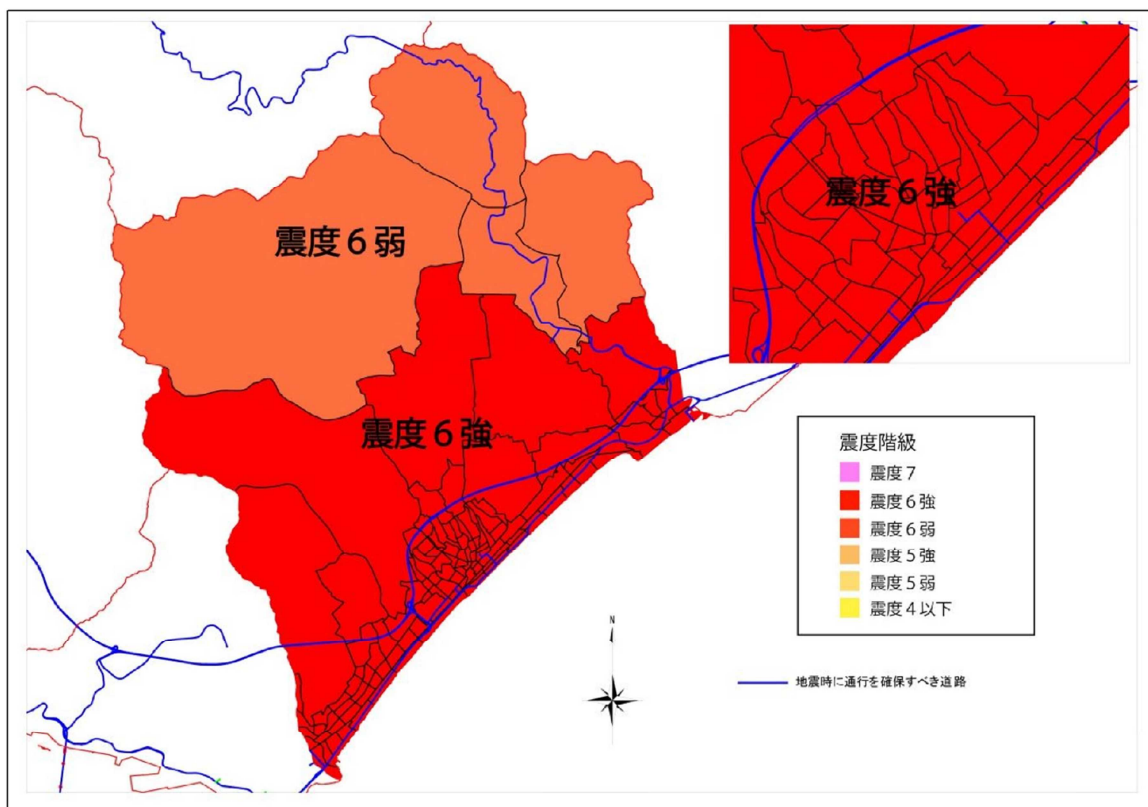 震度６弱
震度６強
震度６強
N
震度階級
震度７
震度６強
震度６弱
震度５強
震度５弱
震度４以下
地震時に通行を確保すべき道路